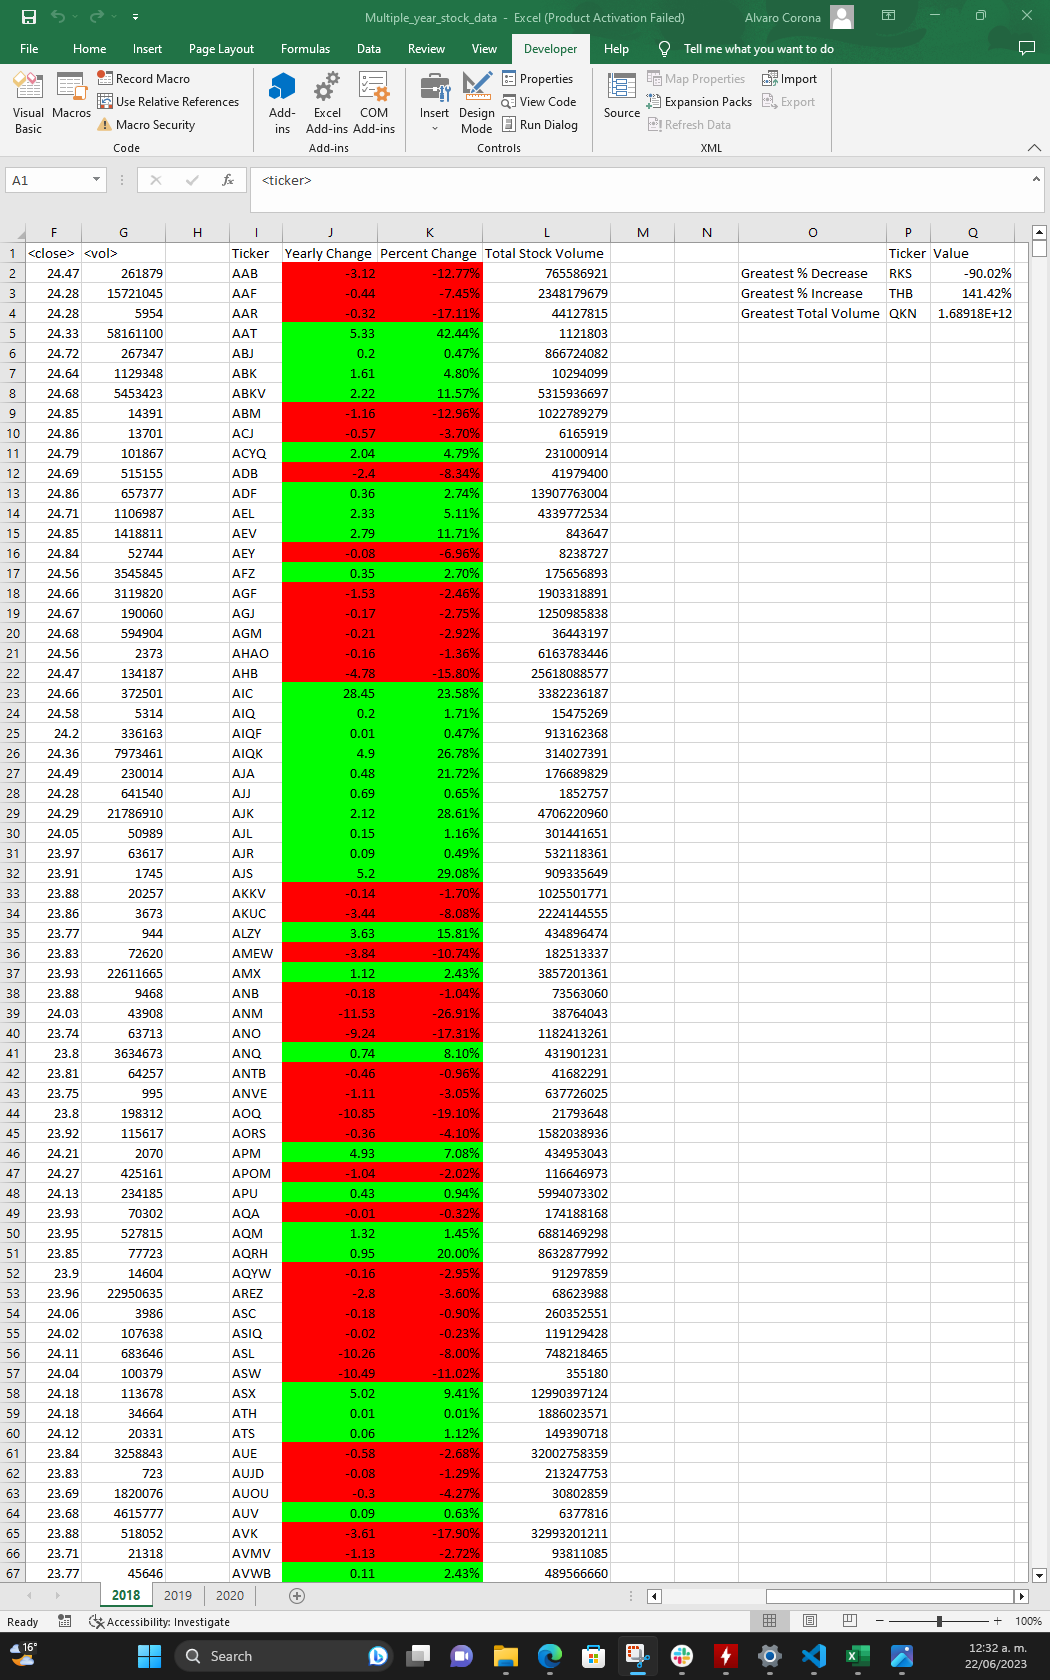 Multiple_year_stock_data - Excel (Product Activation Failed) Alvaro Corona
File Home Insert Page Layout Formulas Data Review View Developer Help Tell me what you want to do
Visual Basic
Macros
Record Macro
Use Relative References
Macro Security
Add-ins
Excel Add-ins
COM Add-ins
Insert
Design Mode
Properties
View Code
Run Dialog
Source
Map Properties
Expansion Packs
Refresh Data
Import
Export
Code Add-ins Controls XML
A1 fx <ticker>
F G H I J K L M N O P Q
1 <close> <vol> Ticker Yearly Change Percent Change Total Stock Volume Ticker Value
2 24.47 261879 AAB -3.12 -12.77% 765586921 Greatest % Decrease RKS -90.02%
3 24.28 15721045 AAF -0.44 -7.45% 2348179679 Greatest % Increase THB 141.42%
4 24.28 5954 AAR -0.32 -17.11% 44127815 Greatest Total Volume QKN 1.68918E+12
5 24.33 58161100 AAT 5.33 42.44% 1121803
6 24.72 267347 ABJ 0.2 0.47% 866724082
7 24.64 1129348 ABK 1.61 4.80% 10294099
8 24.68 5453423 ABKV 2.22 11.57% 5315936697
9 24.85 14391 ABM -1.16 -12.96% 1022789279
10 24.86 13701 ACJ -0.57 -3.70% 6165919
11 24.79 101867 ACYQ 2.04 4.79% 231000914
12 24.69 515155 ADB -2.4 -8.34% 41979400
13 24.86 657377 ADF 0.36 2.74% 13907763004
14 24.71 1106987 AEL 2.33 5.11% 4339772534
15 24.85 1418811 AEV 2.79 11.71% 843647
16 24.84 52744 AEY -0.08 -6.96% 8238727
17 24.56 3545845 AFZ 0.35 2.70% 175656893
18 24.66 3119820 AGF -1.53 -2.46% 1903318891
19 24.67 190060 AGJ -0.17 -2.75% 1250985838
20 24.68 594904 AGM -0.21 -2.92% 36443197
21 24.56 2373 AHAO -0.16 -1.36% 6163783446
22 24.47 134187 AHB -4.78 -15.80% 25618088577
23 24.66 372501 AIC 28.45 23.58% 3382236187
24 24.58 5314 AIQ 0.2 1.71% 15475269
25 24.2 336163 AIQF 0.01 0.47% 913162368
26 24.36 7973461 AIQK 4.9 26.78% 314027391
27 24.49 230014 AJA 0.48 21.72% 176689829
28 24.28 641540 AJJ 0.69 0.65% 1852757
29 24.29 21786910 AJK 2.12 28.61% 4706220960
30 24.05 50989 AJL 0.15 1.16% 301441651
31 23.97 63617 AJR 0.09 0.49% 532118361
32 23.91 1745 AJS 5.2 29.08% 909335649
33 23.88 20257 AKKV -0.14 -1.70% 1025501771
34 23.86 3673 AKUC -3.44 -8.08% 2224144555
35 23.77 944 ALZY 3.63 15.81% 434896474
36 23.83 72620 AMEW -3.84 -10.74% 182513337
37 23.93 22611665 AMX 1.12 2.43% 3857201361
38 23.88 9468 ANB -0.18 -1.04% 73563060
39 24.03 43908 ANM -11.53 -26.91% 38764043
40 23.74 63713 ANO -9.24 -17.31% 1182413261
41 23.8 3634673 ANQ 0.74 8.10% 431901231
42 23.81 64257 ANTB -0.46 -0.96% 41682291
43 23.75 995 ANVE -1.11 -3.05% 637726025
44 23.8 198312 AOQ -10.85 -19.10% 21793648
45 23.92 115617 AORS -0.36 -4.10% 1582038936
46 24.21 2070 APM 4.93 7.08% 434953043
47 24.27 425161 APOM -1.04 -2.02% 116646973
48 24.13 234185 APU 0.43 0.94% 5994073302
49 23.93 70302 AQA -0.01 -0.32% 174188168
50 23.95 527815 AQM 1.32 1.45% 6881469298
51 23.85 77723 AQRH 0.95 20.00% 8632877992
52 23.9 14604 AQYW -0.16 -2.95% 91297859
53 23.96 22950635 AREZ -2.8 -3.60% 68623988
54 24.06 3986 ASC -0.18 -0.90% 260352551
55 24.02 107638 ASIQ -0.02 -0.23% 119129428
56 24.11 683646 ASL -10.26 -8.00% 748218465
57 24.04 100379 ASW -10.49 -11.02% 355180
58 24.18 113678 ASX 5.02 9.41% 12990397124
59 24.18 34664 ATH 0.01 0.01% 1886023571
60 24.12 20331 ATS 0.06 1.12% 149390718
61 23.84 3258843 AUE -0.58 -2.68% 32002758359
62 23.83 723 AUJD -0.08 -1.29% 213247753
63 23.69 1820076 AUOU -0.3 -4.27% 30802859
64 23.68 4615777 AUV 0.09 0.63% 6377816
65 23.88 518052 AVK -3.61 -17.90% 32993201211
66 23.71 21318 AVMV -1.13 -2.72% 93811085
67 23.77 45646 AVWB 0.11 2.43% 489566660
2018 2019 2020
Ready Accessibility: Investigate 100%
16° Search 12:32 a. m.
22/06/2023